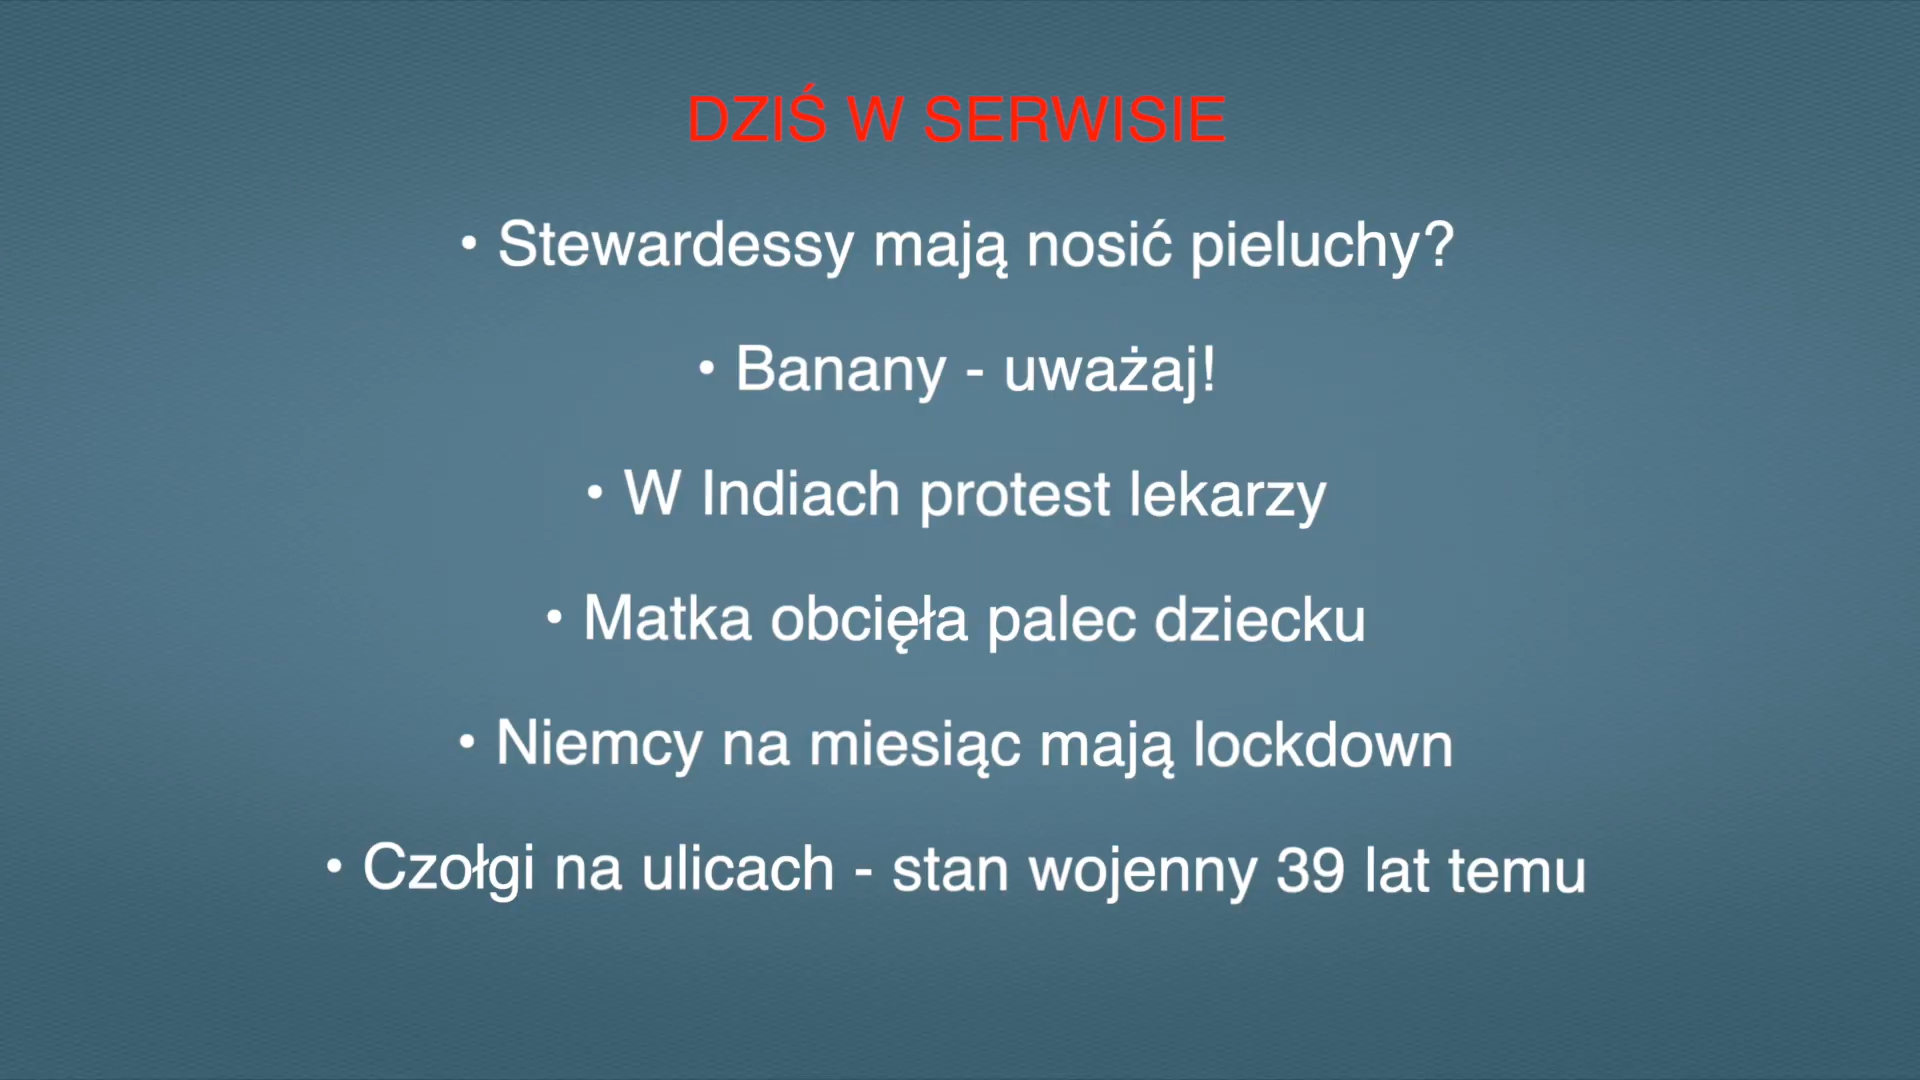 DZIŚ W SERWISIE
• Stewardessy mają nosić pieluchy?
• Banany - uważaj!
• W Indiach protest lekarzy
• Matka obcięła palec dziecku
• Niemcy na miesiąc mają lockdown
• Czołgi na ulicach - stan wojenny 39 lat temu